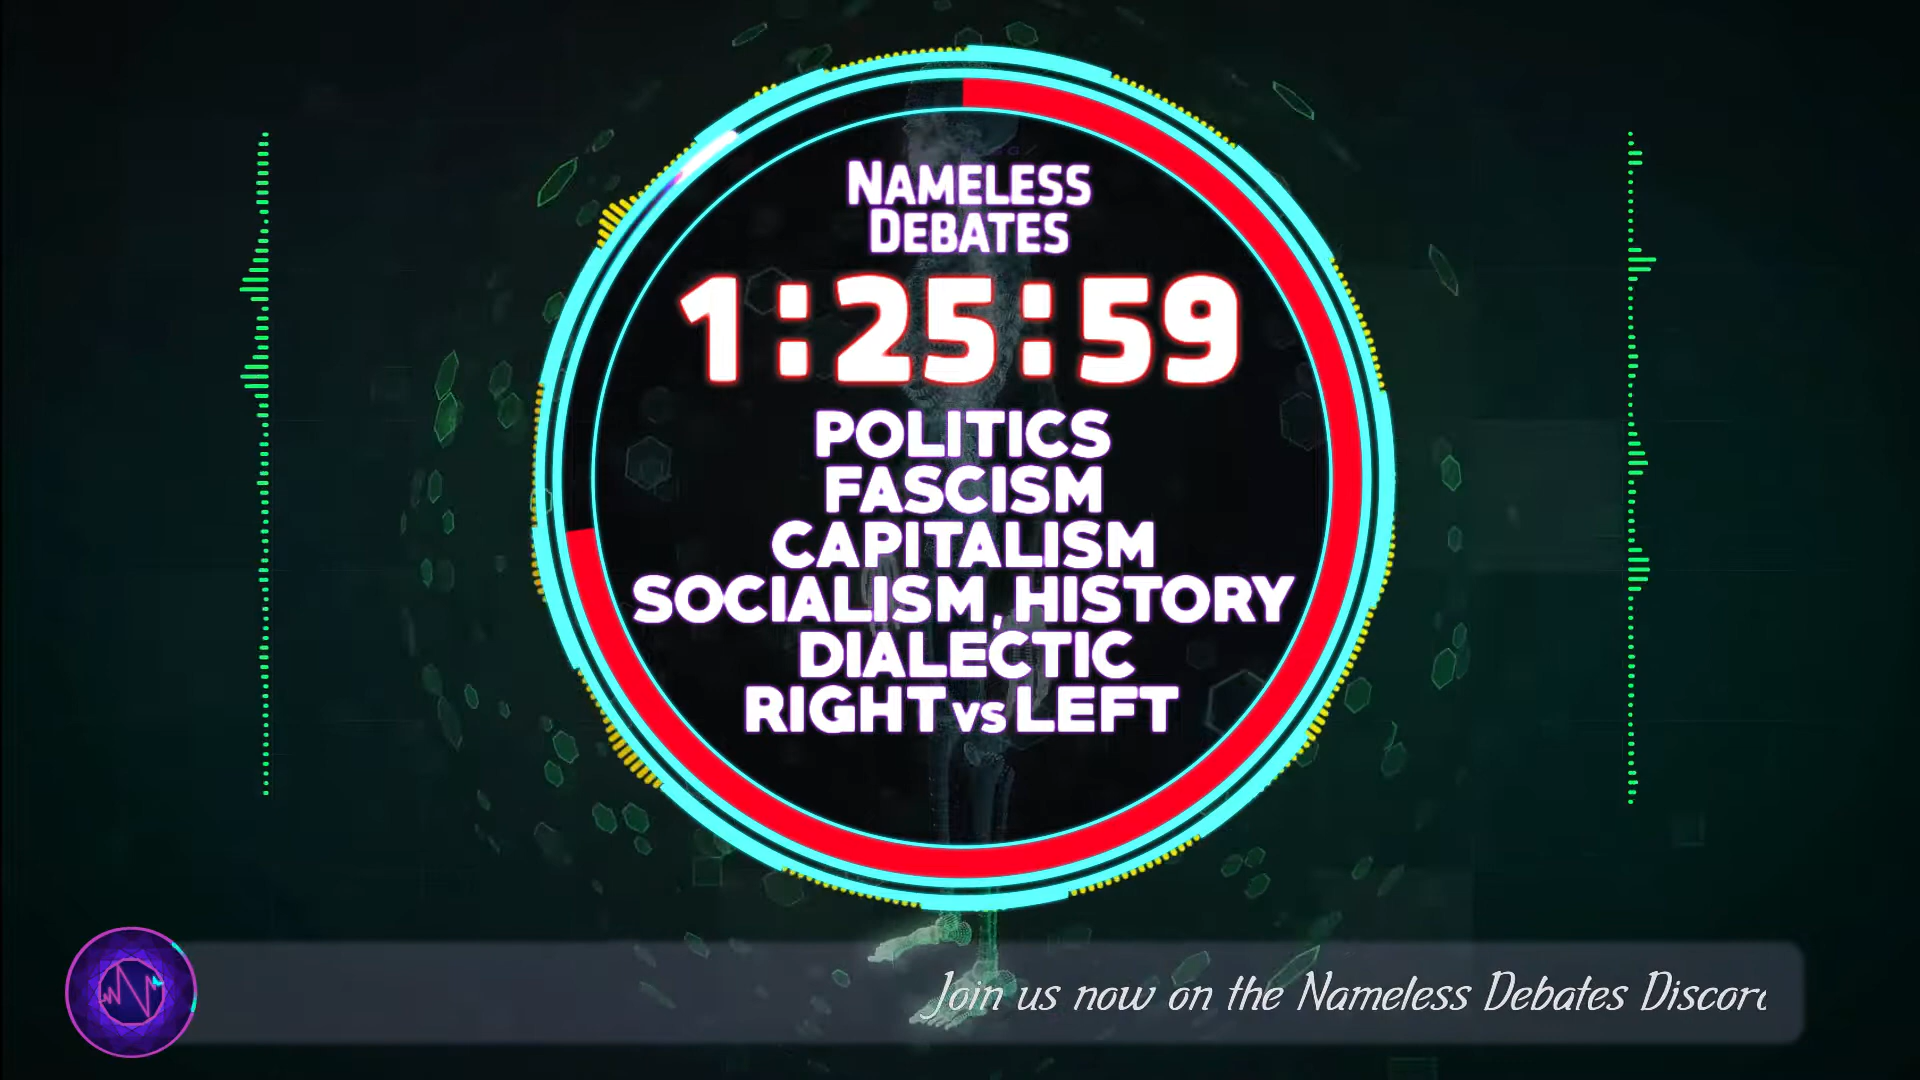 NAMELESS
DEBATES
1:25:59
POLITICS
FASCISM
CAPITALISM
SOCIALISM, HISTORY
DIALECTIC
RIGHT vs LEFT
Join us now on the Nameless Debates